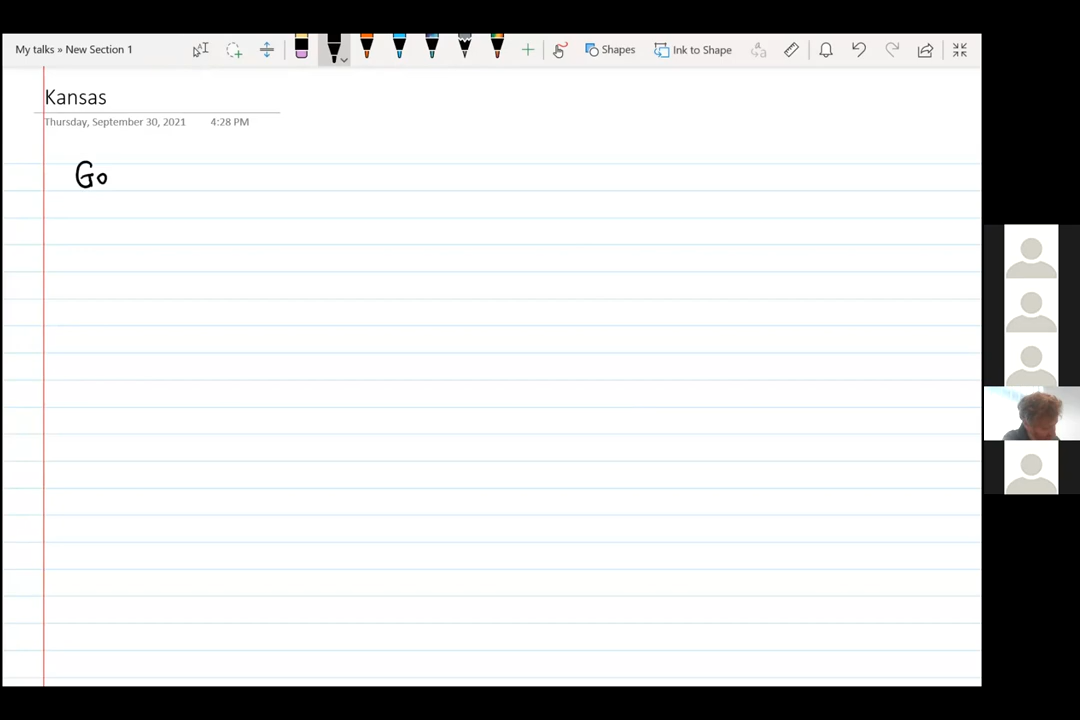 My talks » New Section 1
Shapes
Ink to Shape
Kansas
Thursday, September 30, 2021 4:28 PM
Go